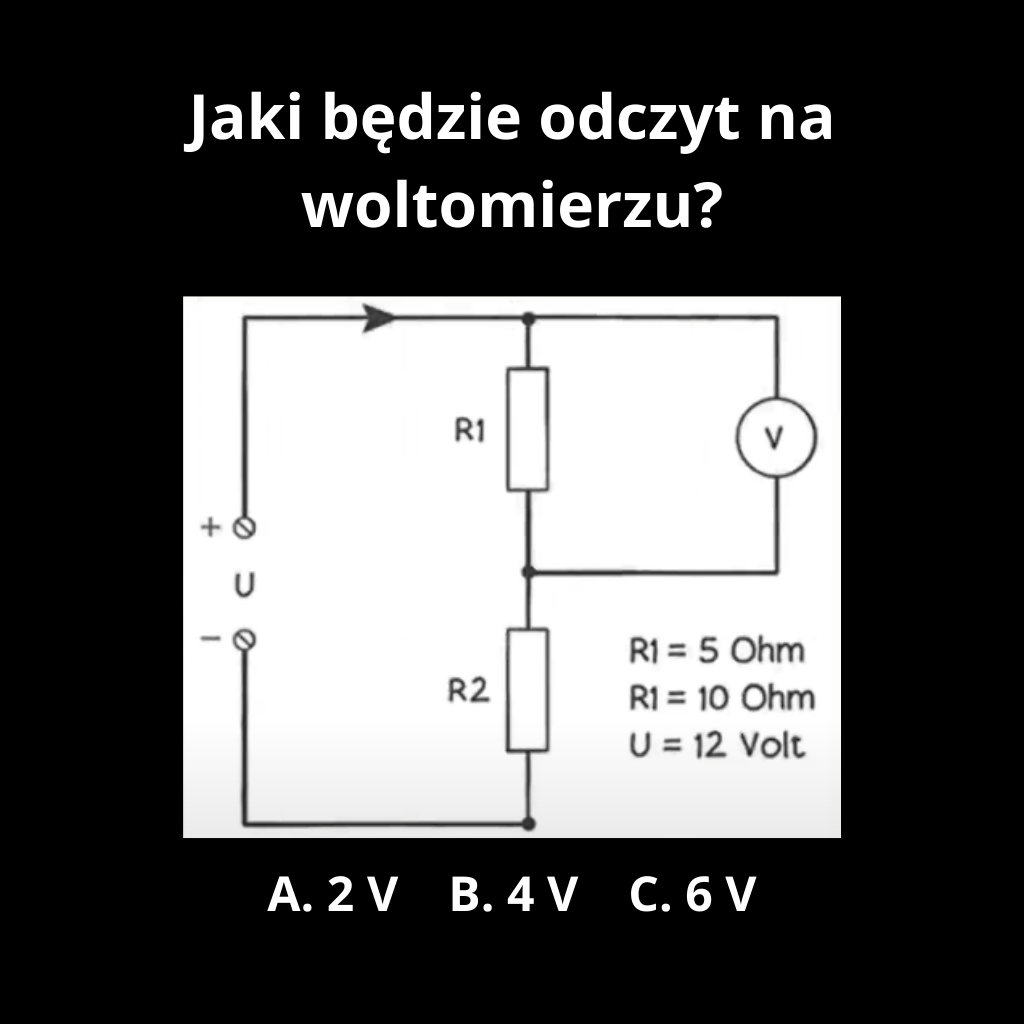 Jaki będzie odczyt na
woltomierzu?
R1
V
+
U
−
R2
R1 = 5 Ohm
R1 = 10 Ohm
U = 12 Volt
A. 2 V B. 4 V C. 6 V